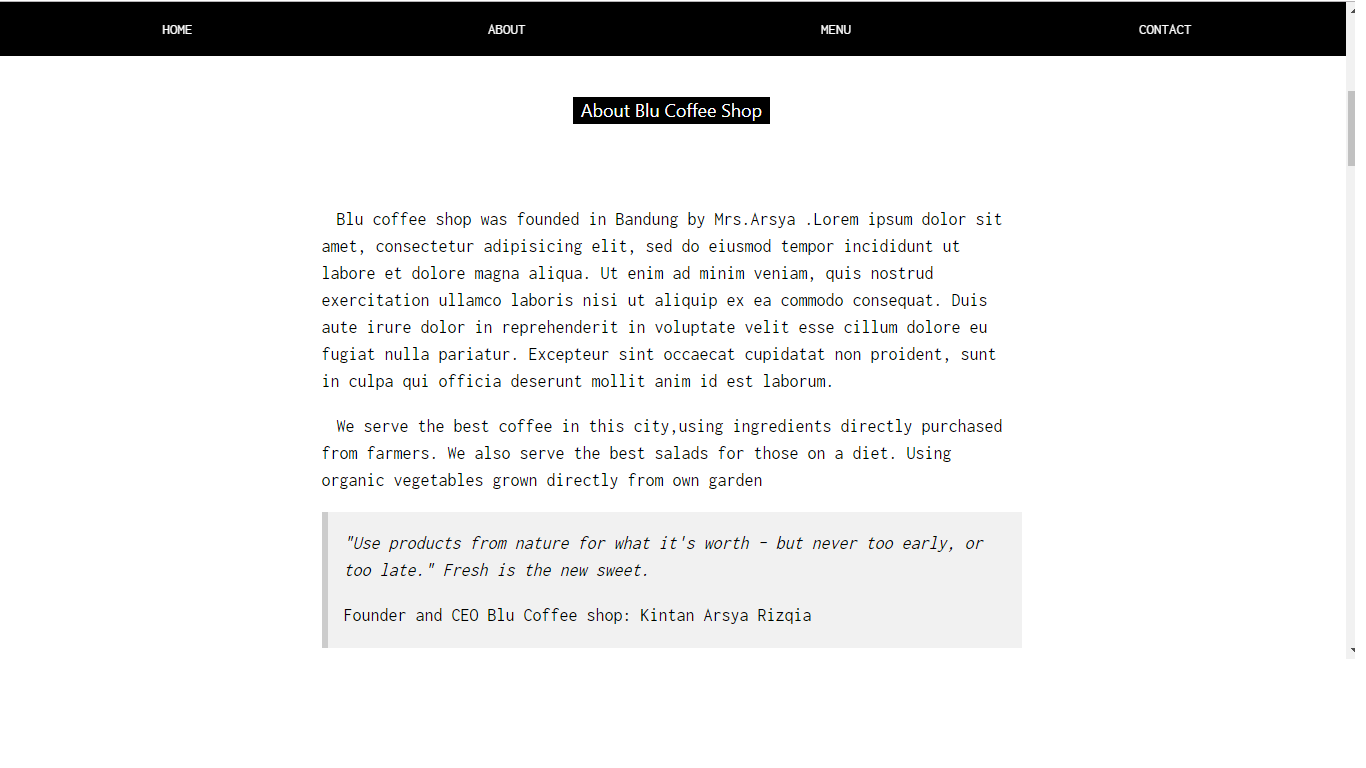 HOME ABOUT MENU CONTACT
About Blu Coffee Shop
Blu coffee shop was founded in Bandung by Mrs.Arsya .Lorem ipsum dolor sit
amet, consectetur adipisicing elit, sed do eiusmod tempor incididunt ut
labore et dolore magna aliqua. Ut enim ad minim veniam, quis nostrud
exercitation ullamco laboris nisi ut aliquip ex ea commodo consequat. Duis
aute irure dolor in reprehenderit in voluptate velit esse cillum dolore eu
fugiat nulla pariatur. Excepteur sint occaecat cupidatat non proident, sunt
in culpa qui officia deserunt mollit anim id est laborum.
We serve the best coffee in this city,using ingredients directly purchased
from farmers. We also serve the best salads for those on a diet. Using
organic vegetables grown directly from own garden
"Use products from nature for what it's worth - but never too early, or
too late." Fresh is the new sweet.
Founder and CEO Blu Coffee shop: Kintan Arsya Rizqia